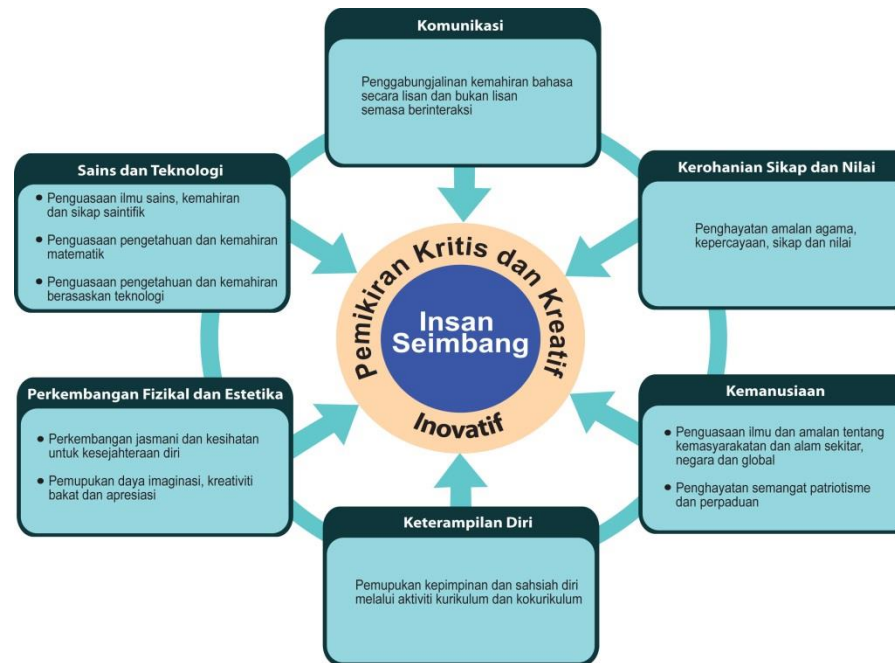 Komunikasi
Penggabungjalinan kemahiran bahasa
secara lisan dan bukan lisan
semasa berinteraksi
Sains dan Teknologi
• Penguasaan ilmu sains, kemahiran
dan sikap saintifik
• Penguasaan pengetahuan dan kemahiran
matematik
• Penguasaan pengetahuan dan kemahiran
berasaskan teknologi
Kerohanian Sikap dan Nilai
Penghayatan amalan agama,
kepercayaan, sikap dan nilai
Pemikiran Kritis dan Kreatif
Insan
Seimbang
Inovatif
Perkembangan Fizikal dan Estetika
• Perkembangan jasmani dan kesihatan
untuk kesejahteraan diri
• Pemupukan daya imaginasi, kreativiti
bakat dan apresiasi
Kemanusiaan
• Penguasaan ilmu dan amalan tentang
kemasyarakatan dan alam sekitar,
negara dan global
• Penghayatan semangat patriotisme
dan perpaduan
Keterampilan Diri
Pemupukan kepimpinan dan sahsiah diri
melalui aktiviti kurikulum dan kokurikulum